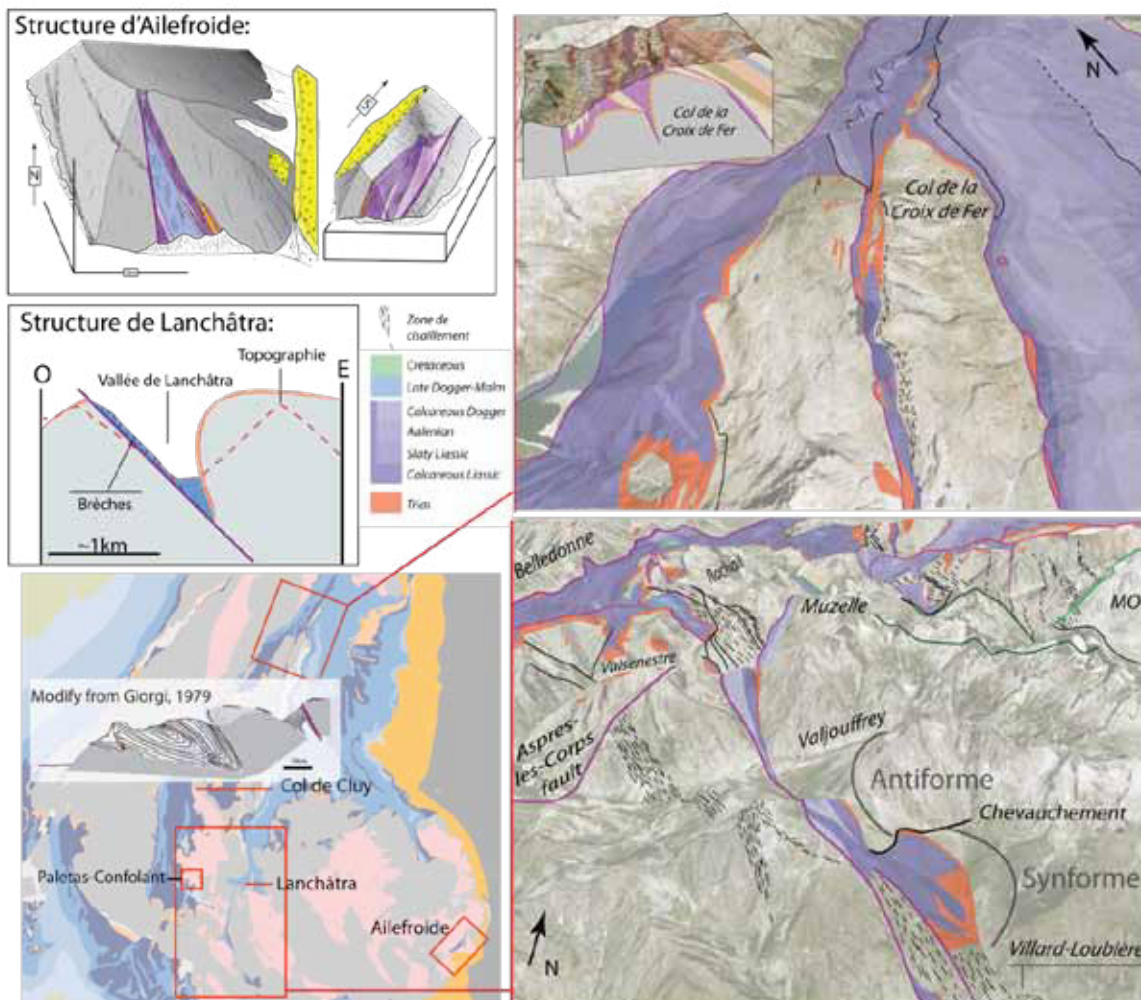 Structure d'Ailefroide:
N
S
Structure de Lanchâtra:
Topographie
O
Vallée de Lanchâtra
E
Brèches
~1km
Zone de
cisaillement
Cretaceous
Late Dogger-Malm
Calcareous Dogger
Aalenian
Slaty Liassic
Calcareous Liassic
Trias
Col de la
Croix de Fer
N
Col de la
Croix de Fer
Modify from Giorgi, 1979
Col de Cluy
Paletas-Confolant
Lanchâtra
Ailefroide
Belledonne
Rochail
Muzelle
MO
Valsenestre
Aspres-
les-Corps
fault
Valjouffrey
Antiforme
Chevauchement
Synforme
Villard-Loubière
N